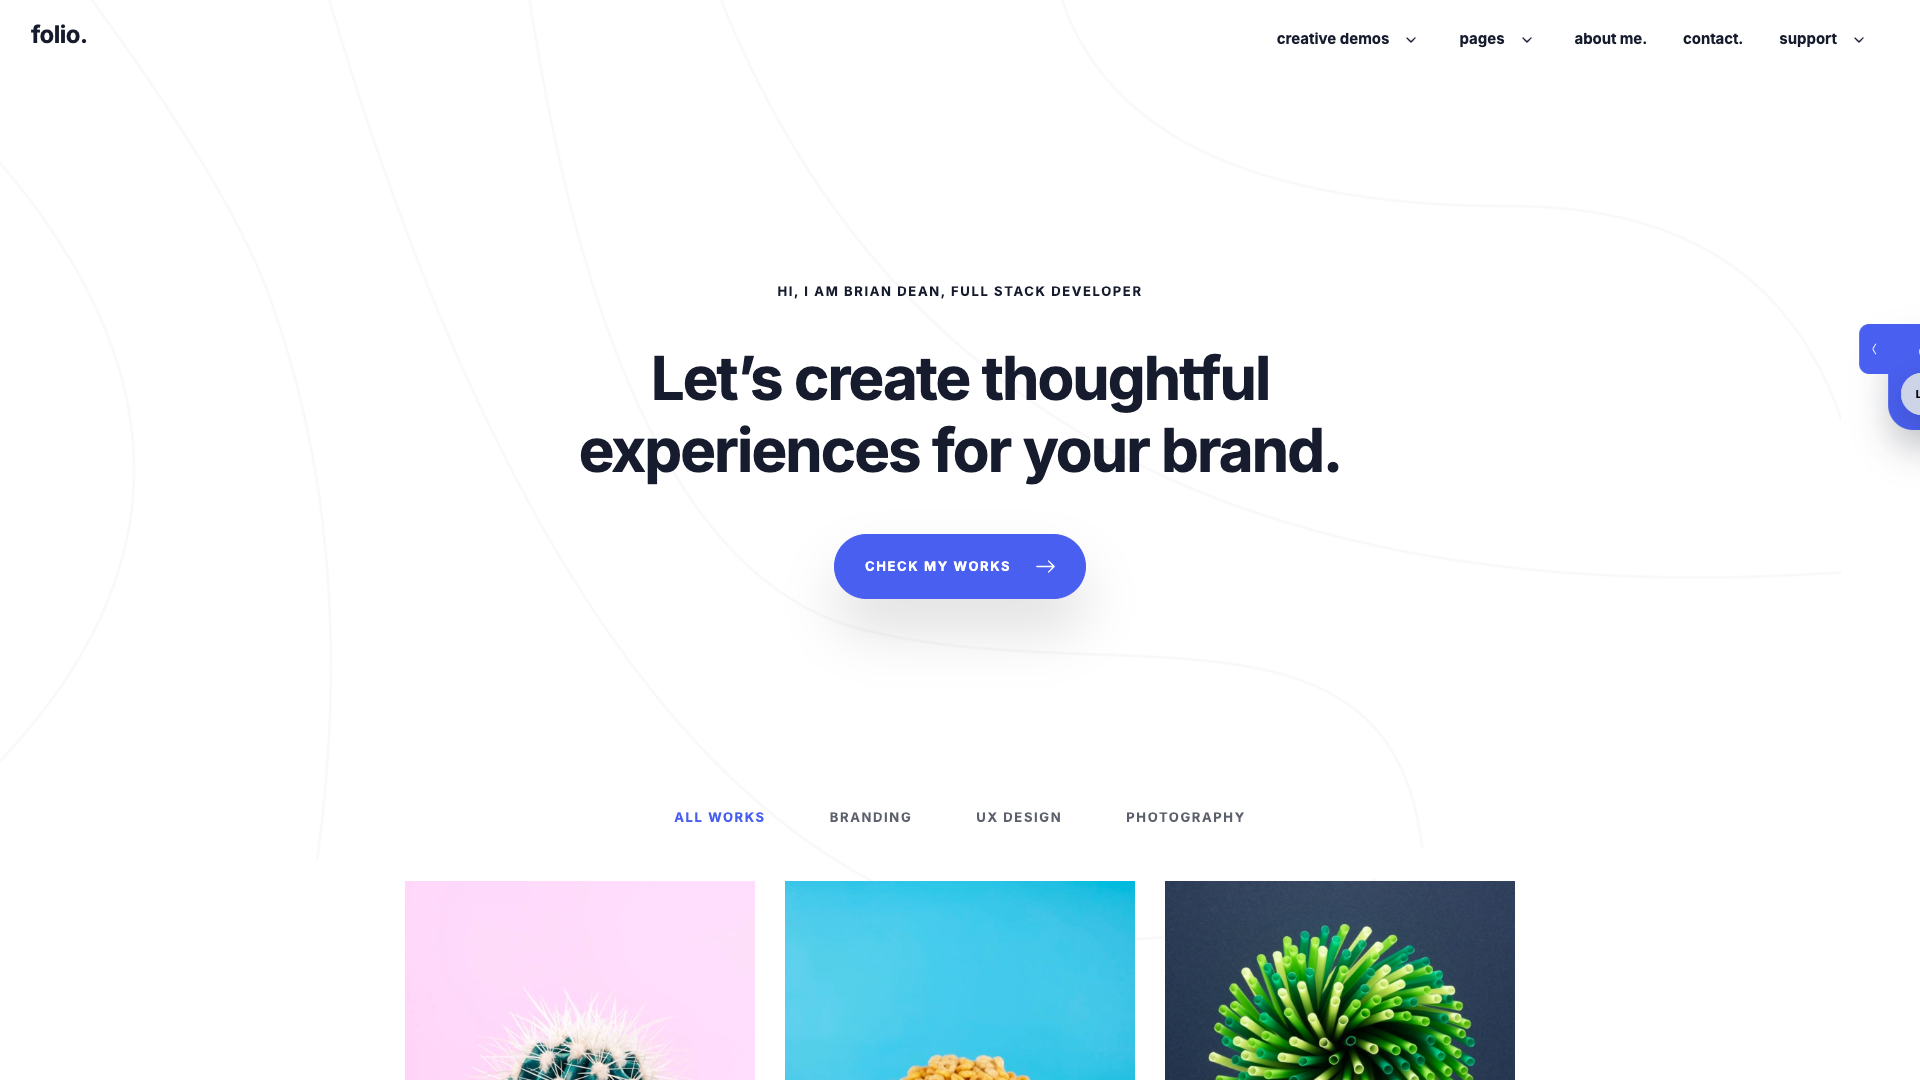 folio.
creative demos
pages
about me.
contact.
support
HI, I AM BRIAN DEAN, FULL STACK DEVELOPER
Let’s create thoughtful
experiences for your brand.
CHECK MY WORKS
ALL WORKS
BRANDING
UX DESIGN
PHOTOGRAPHY